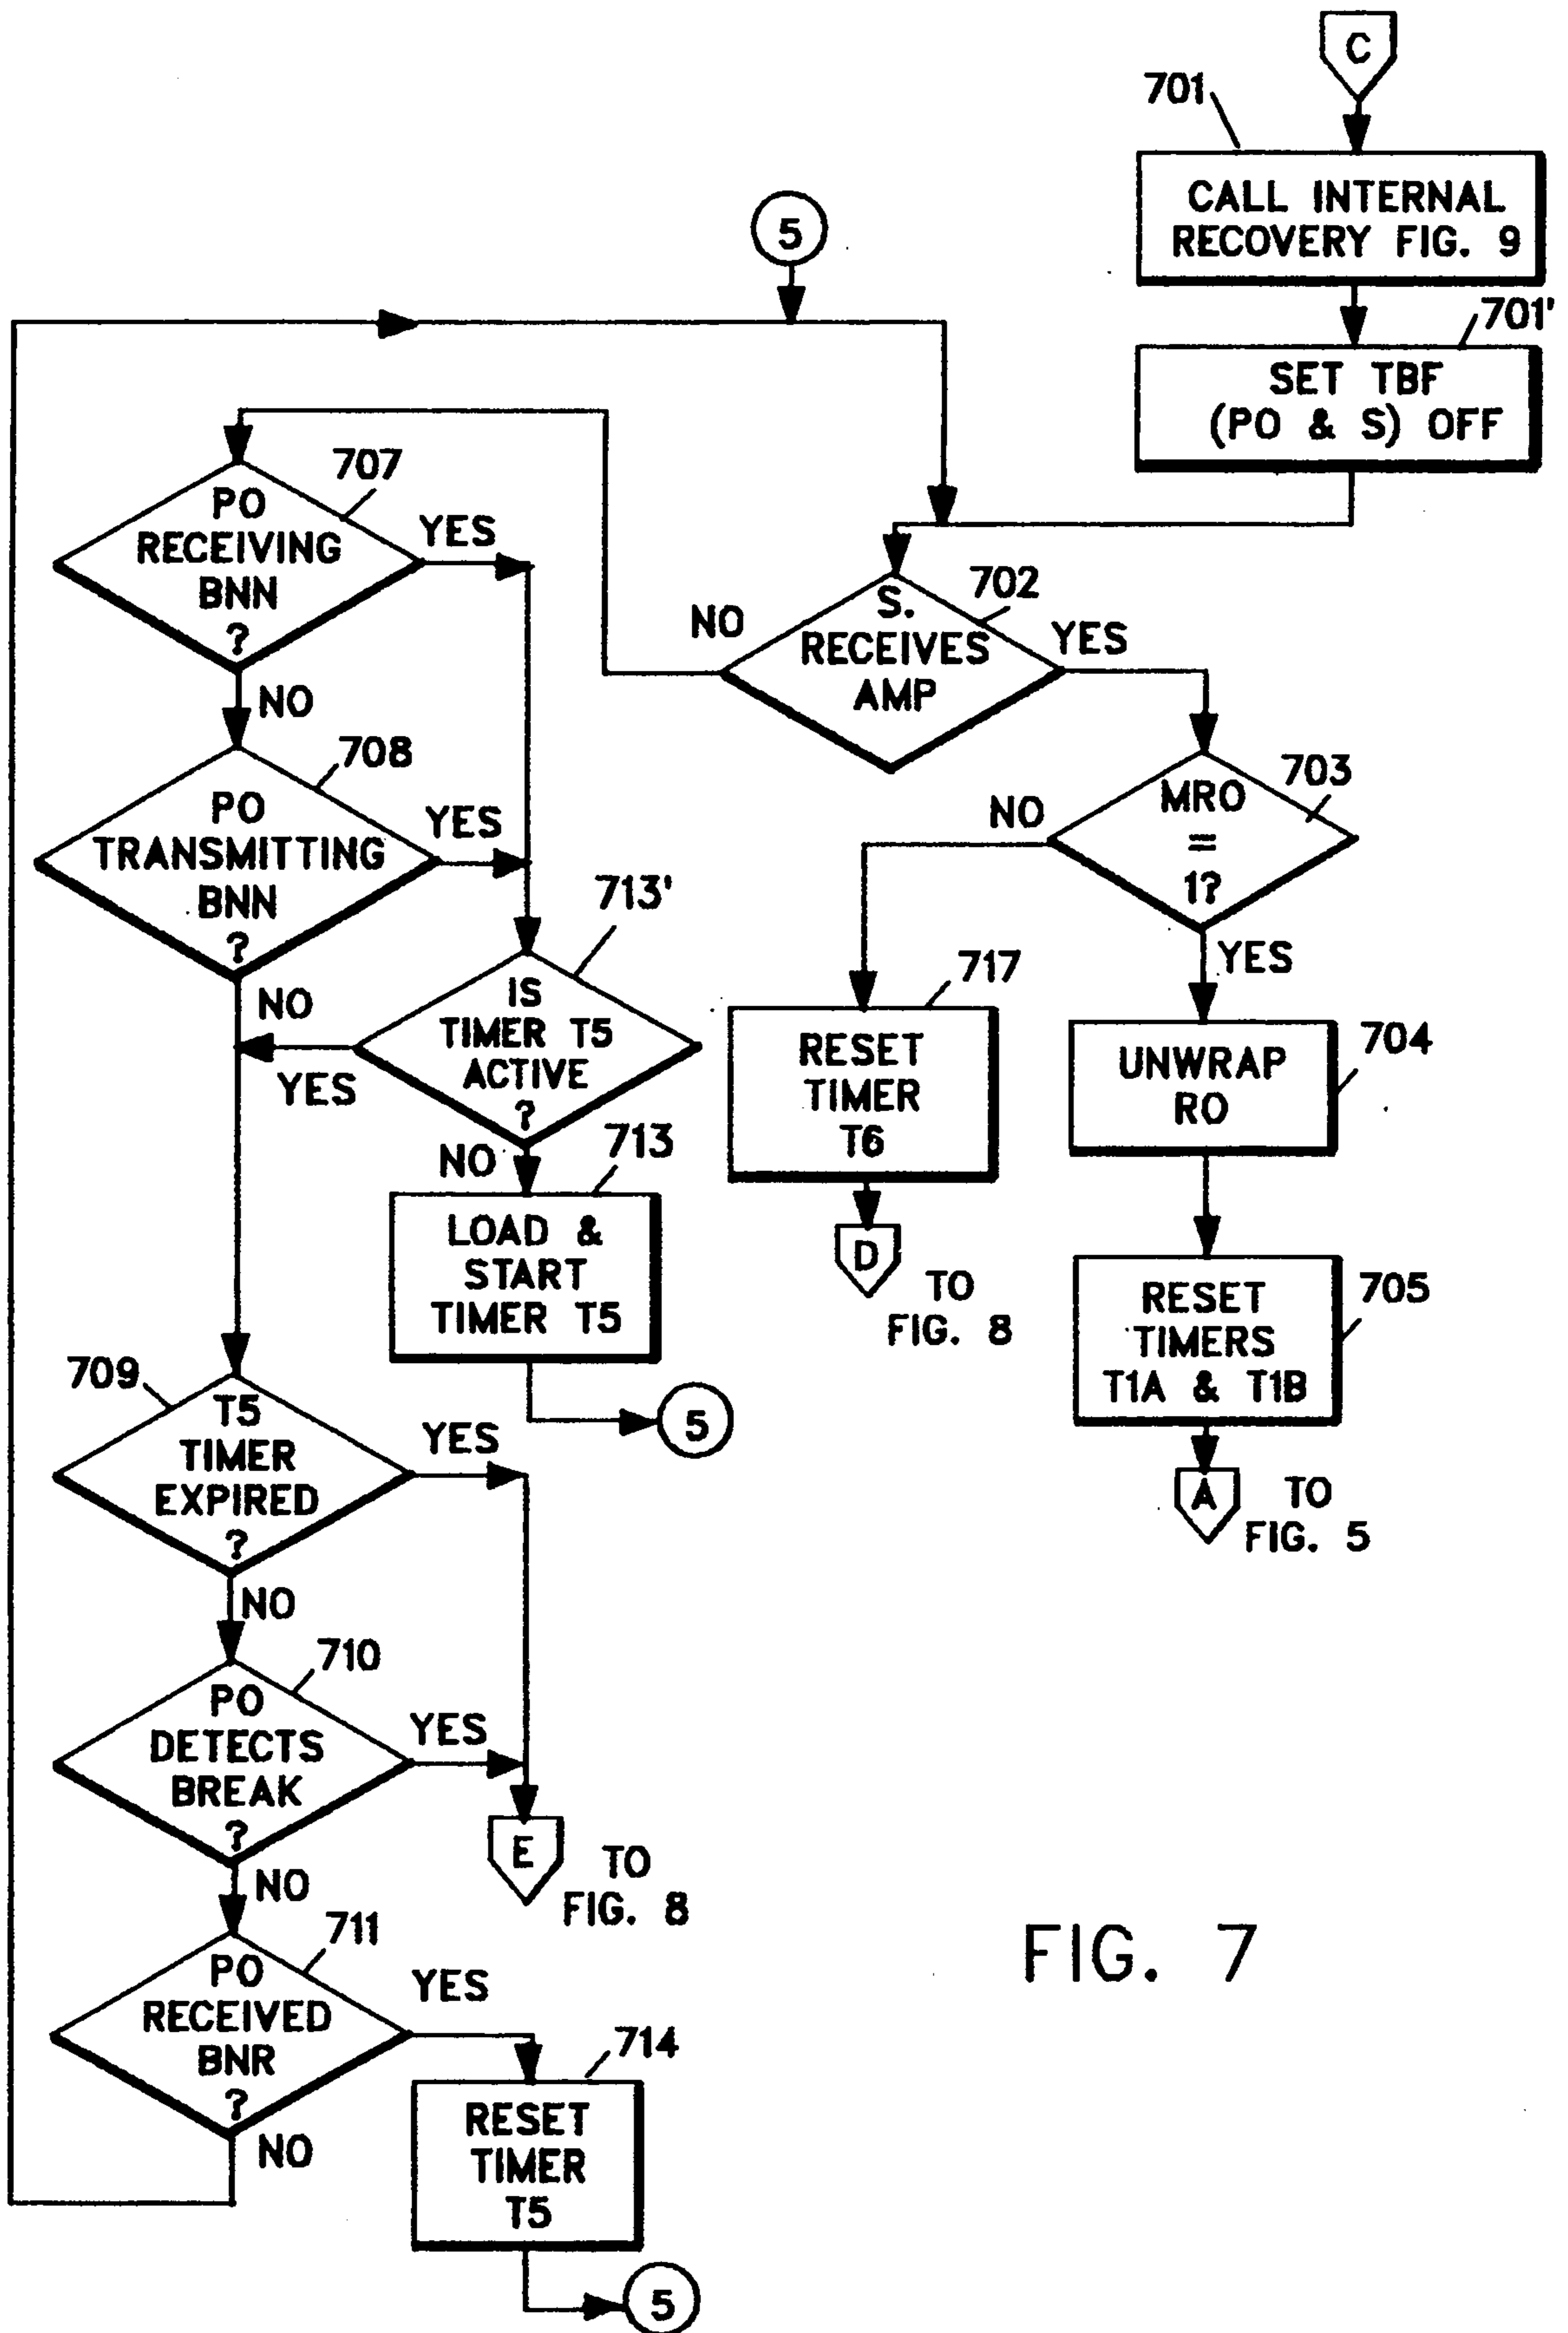 C
701
CALL INTERNAL
RECOVERY FIG. 9
701'
SET TBF
(PO & S) OFF
5
702
S.
RECEIVES
AMP
NO
YES
703
MRO
=
1?
NO
YES
717
RESET
TIMER
T6
D
TO
FIG. 8
704
UNWRAP
RO
705
RESET
TIMERS
T1A & T1B
A
TO
FIG. 5
707
PO
RECEIVING
BNN
?
YES
NO
708
PO
TRANSMITTING
BNN
?
YES
NO
713'
IS
TIMER T5
ACTIVE
?
YES
NO
713
LOAD &
START
TIMER T5
5
709
T5
TIMER
EXPIRED
?
YES
NO
710
PO
DETECTS
BREAK
?
YES
NO
E
TO
FIG. 8
711
PO
RECEIVED
BNR
?
YES
NO
714
RESET
TIMER
T5
5
FIG. 7